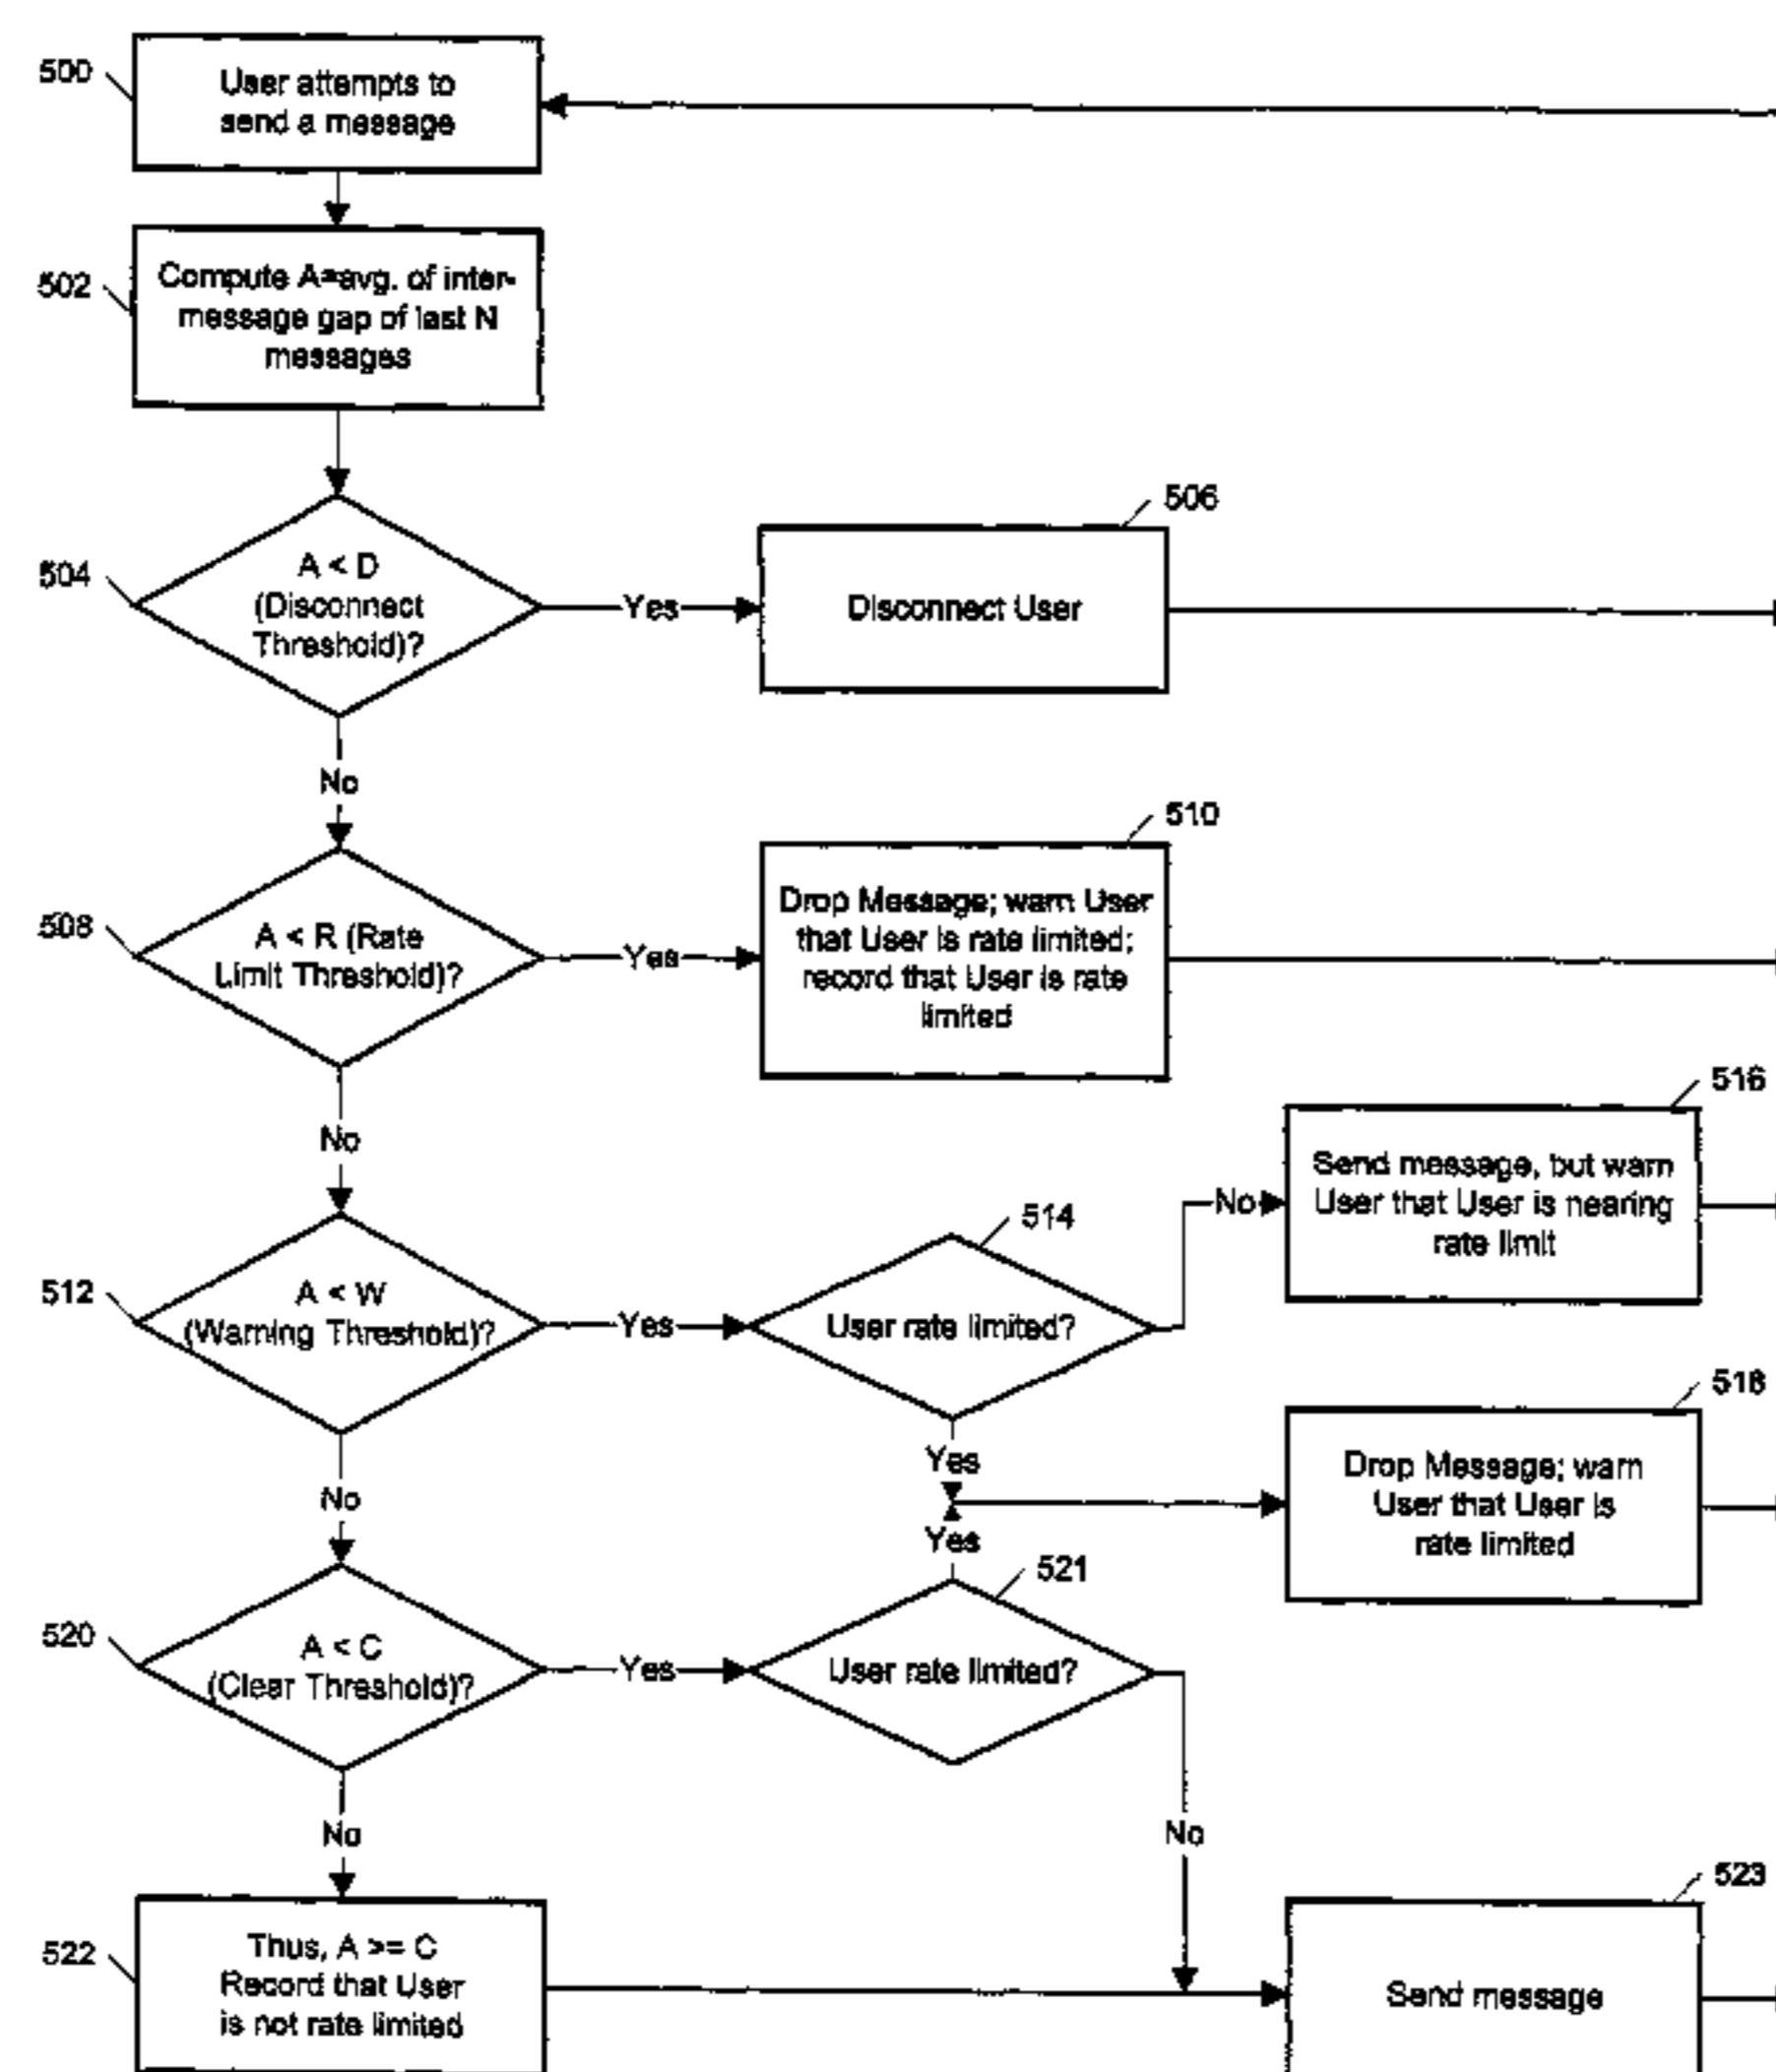 500
User attempts to
send a message
502
Compute A=avg. of inter-
message gap of last N
messages
504
A < D
(Disconnect
Threshold)?
Yes
506
Disconnect User
No
508
A < R (Rate
Limit Threshold)?
Yes
510
Drop Message; warn User
that User is rate limited;
record that User is rate
limited
No
512
A < W
(Warning Threshold)?
Yes
514
User rate limited?
No
516
Send message, but warn
User that User is nearing
rate limit
Yes
518
Drop Message; warn
User that User is
rate limited
No
520
A < C
(Clear Threshold)?
Yes
521
User rate limited?
Yes
No
No
522
Thus, A >= C
Record that User
is not rate limited
523
Send message